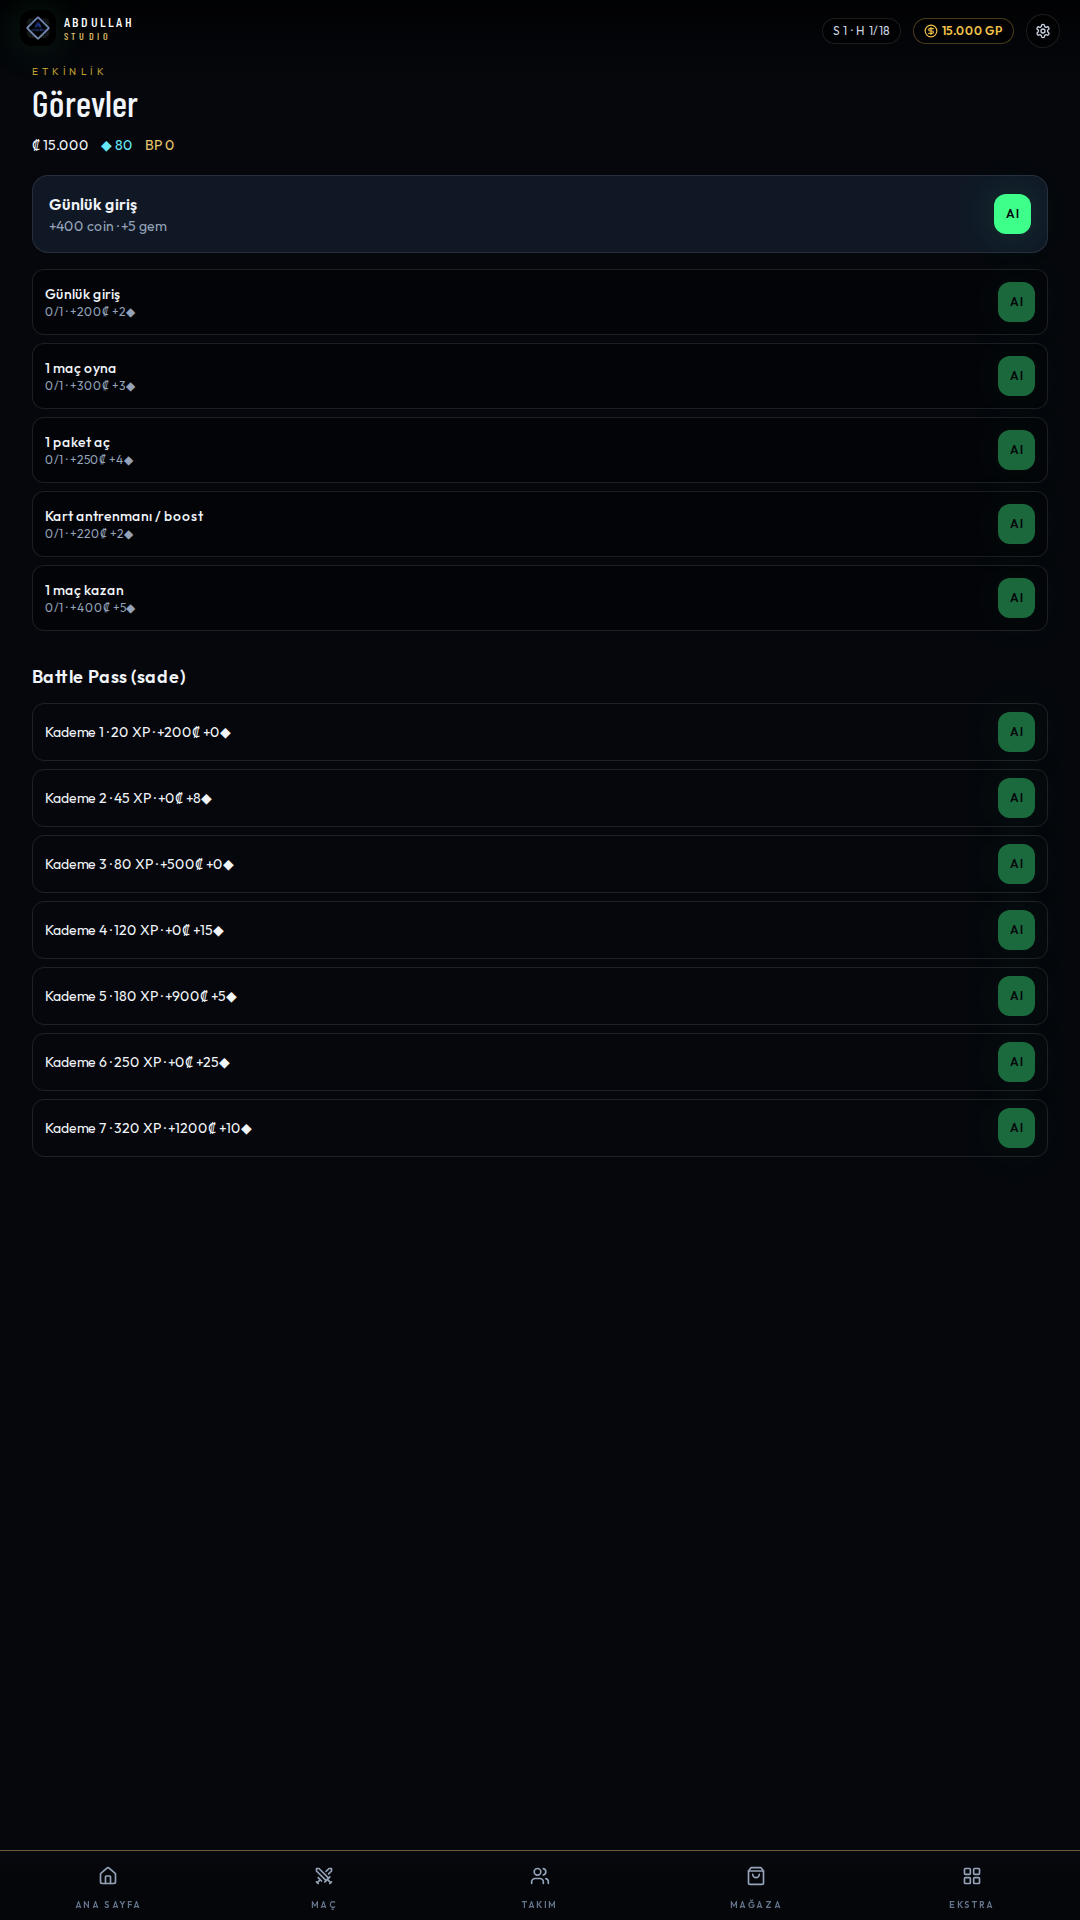 ABDULLAH
STUDIO
S 1 · H 1/18
15.000 GP
ETKİNLİK
Görevler
₡ 15.000 ◆ 80 BP 0
Günlük giriş
+400 coin · +5 gem
Al
Günlük giriş
0/1 · +200₡ +2◆
Al
1 maç oyna
0/1 · +300₡ +3◆
Al
1 paket aç
0/1 · +250₡ +4◆
Al
Kart antrenmanı / boost
0/1 · +220₡ +2◆
Al
1 maç kazan
0/1 · +400₡ +5◆
Al
Battle Pass (sade)
Kademe 1 · 20 XP · +200₡ +0◆
Al
Kademe 2 · 45 XP · +0₡ +8◆
Al
Kademe 3 · 80 XP · +500₡ +0◆
Al
Kademe 4 · 120 XP · +0₡ +15◆
Al
Kademe 5 · 180 XP · +900₡ +5◆
Al
Kademe 6 · 250 XP · +0₡ +25◆
Al
Kademe 7 · 320 XP · +1200₡ +10◆
Al
ANA SAYFA
MAÇ
TAKIM
MAĞAZA
EKSTRA